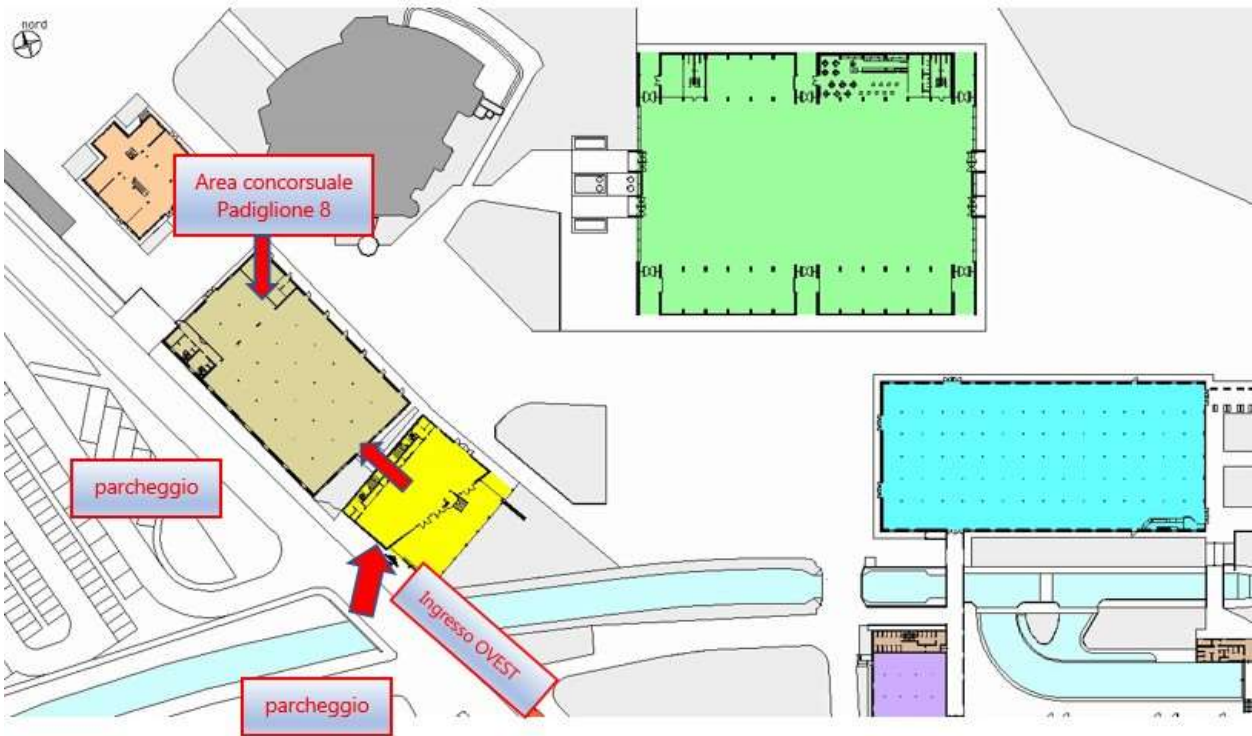 nord
Area concorsuale
Padiglione 8
parcheggio
Ingresso OVEST
parcheggio